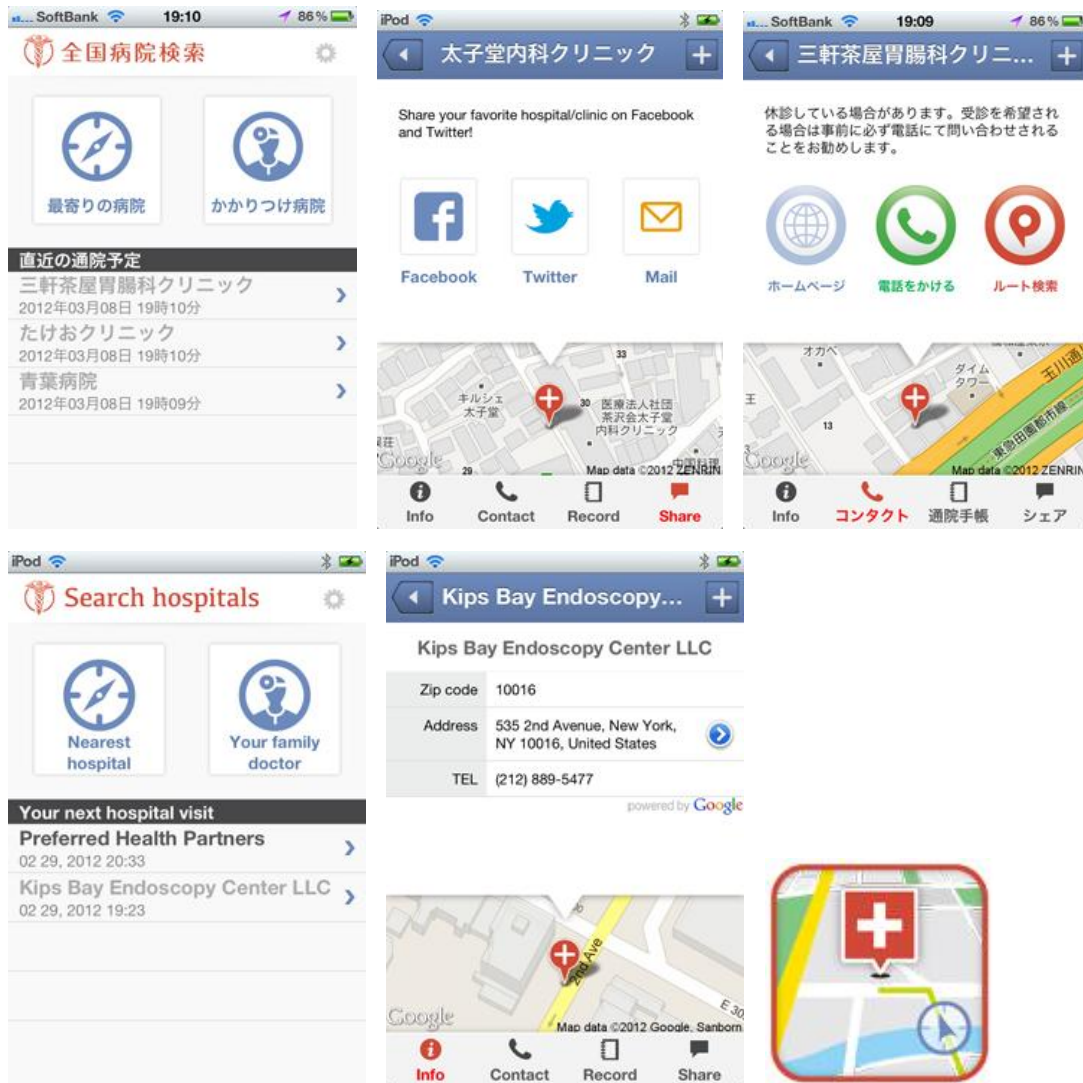 SoftBank 19:10 86%
全国病院検索
最寄りの病院 かかりつけ病院
直近の通院予定
三軒茶屋胃腸科クリニック
2012年03月08日 19時10分
たけおクリニック
2012年03月08日 19時10分
青葉病院
2012年03月08日 19時09分
iPod
太子堂内科クリニック
Share your favorite hospital/clinic on Facebook
and Twitter!
Facebook Twitter Mail
33
キルシェ
太子堂
30
医療法人社団
茶沢会太子堂
内科クリニック
29
Google
Map data ©2012 ZENRIN
Info Contact Record Share
SoftBank 19:09 86%
三軒茶屋胃腸科クリニ...
休診している場合があります。受診を希望され
る場合は事前に必ず電話にて問い合わせされる
ことをお勧めします。
ホームページ 電話をかける ルート検索
オカベ
ダイム
タワー
玉川通
13
東急田園都市線
Google
Map data ©2012 ZENRIN
Info コンタクト 通院手帳 シェア
iPod
Search hospitals
Nearest
hospital
Your family
doctor
Your next hospital visit
Preferred Health Partners
02 29, 2012 20:33
Kips Bay Endoscopy Center LLC
02 29, 2012 19:23
iPod
Kips Bay Endoscopy...
Kips Bay Endoscopy Center LLC
Zip code 10016
Address 535 2nd Avenue, New York,
NY 10016, United States
TEL (212) 889-5477
powered by Google
2nd Ave
E 30
Google
Map data ©2012 Google, Sanborn
Info Contact Record Share